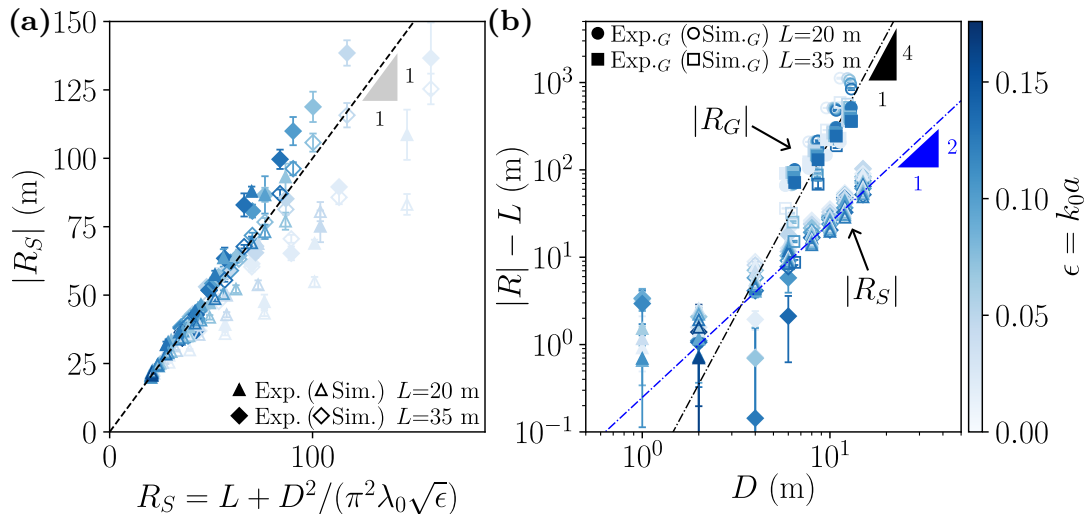 (a)
150
125
100
75
50
25
0
|R_S| (m)
1
1
▲ Exp. (△Sim.) L=20 m
◆ Exp. (◇Sim.) L=35 m
0
100
R_S = L + D²/(π²λ₀√ϵ)
(b)
10³
10²
10¹
10⁰
10⁻¹
|R| − L (m)
● Exp._G (○Sim._G) L=20 m
■ Exp._G (□Sim._G) L=35 m
4
1
|R_G|
2
1
|R_S|
10⁰
10¹
D (m)
0.15
0.10
0.05
0.00
ϵ = k₀a